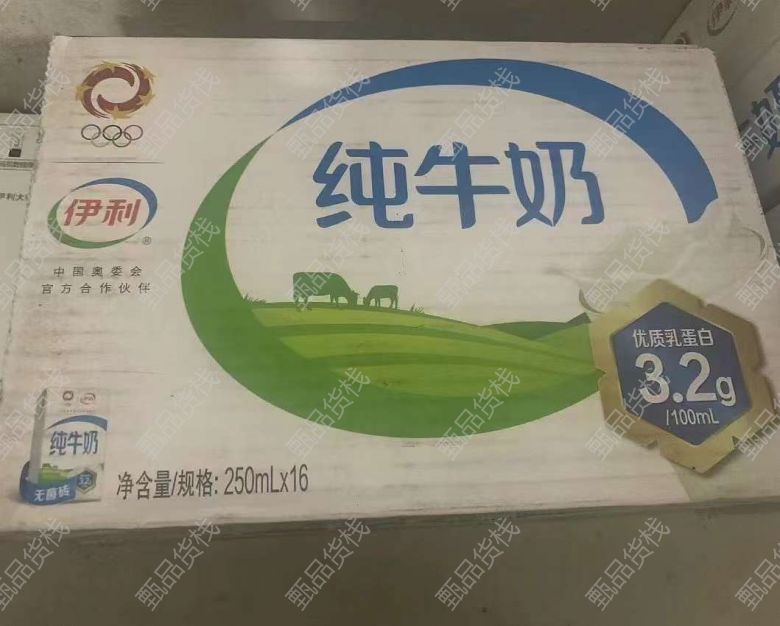 纯牛奶
伊利
®
中国奥委会
官方合作伙伴
优质乳蛋白
3.2g
/100mL
纯牛奶
无菌砖
净含量/规格: 250mLx16
伊利
甄品货栈